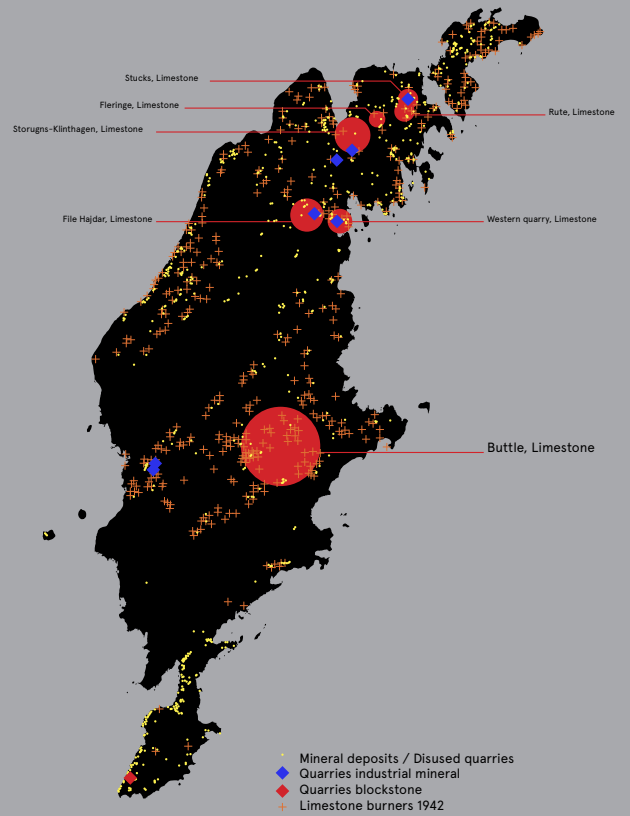 Stucks, Limestone
Fleringe, Limestone
Rute, Limestone
Storugns-Klinthagen, Limestone
File Hajdar, Limestone
Western quarry, Limestone
Buttle, Limestone
Mineral deposits / Disused quarries
Quarries industrial mineral
Quarries blockstone
Limestone burners 1942